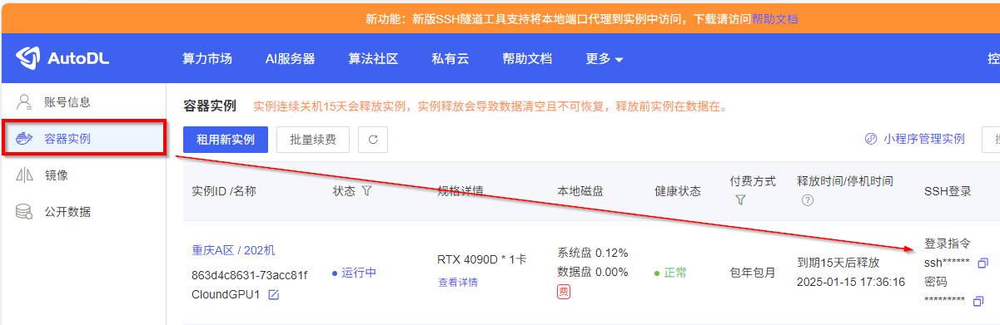 新功能：新版SSH隧道工具支持将本地端口代理到实例中访问，下载请访问帮助文档
AutoDL 算力市场 AI服务器 算法社区 私有云 帮助文档 更多 控
账号信息
容器实例
镜像
公开数据
容器实例 实例连续关机15天会释放实例，实例释放会导致数据清空且不可恢复，释放前实例在数据在。
租用新实例 批量续费 小程序管理实例
实例ID /名称 状态 规格详情 本地磁盘 健康状态 付费方式 释放时间/停机时间 SSH登录
重庆A区 / 202机
863d4c8631-73acc81f
CloundGPU1
运行中
RTX 4090D * 1卡
查看详情
系统盘 0.12%
数据盘 0.00%
费
正常
包年包月
到期15天后释放
2025-01-15 17:36:16
登录指令
ssh******
密码
*********